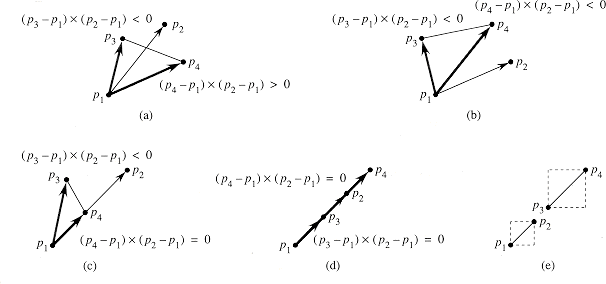 (p₃ − p₁) × (p₂ − p₁) < 0
p₂
p₃
p₄
(p₄ − p₁) × (p₂ − p₁) > 0
p₁
(a)
(p₄ − p₁) × (p₂ − p₁) < 0
(p₃ − p₁) × (p₂ − p₁) < 0
p₄
p₃
p₂
p₁
(b)
(p₃ − p₁) × (p₂ − p₁) < 0
p₂
p₃
p₄
(p₄ − p₁) × (p₂ − p₁) = 0
p₁
(c)
p₄
(p₄ − p₁) × (p₂ − p₁) = 0
p₂
p₃
(p₃ − p₁) × (p₂ − p₁) = 0
p₁
(d)
p₄
p₃
p₂
p₁
(e)